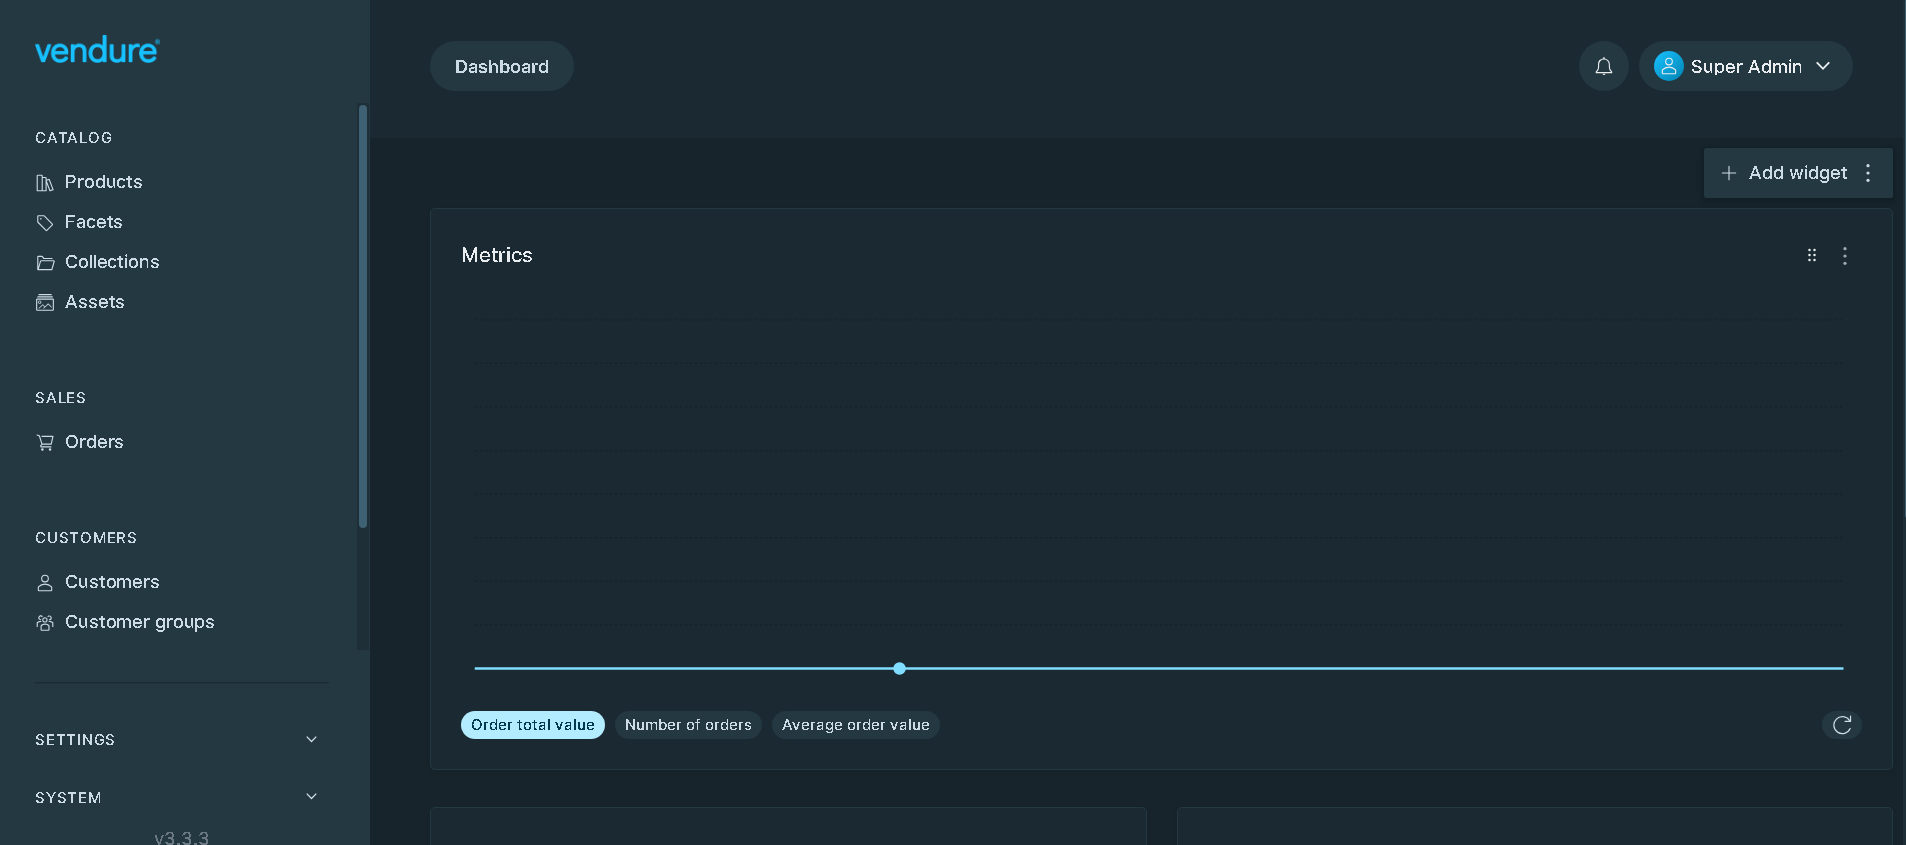 vendure
CATALOG
Products
Facets
Collections
Assets
SALES
Orders
CUSTOMERS
Customers
Customer groups
SETTINGS
SYSTEM
v3.3.3
Dashboard
Super Admin
Add widget
Metrics
Order total value
Number of orders
Average order value